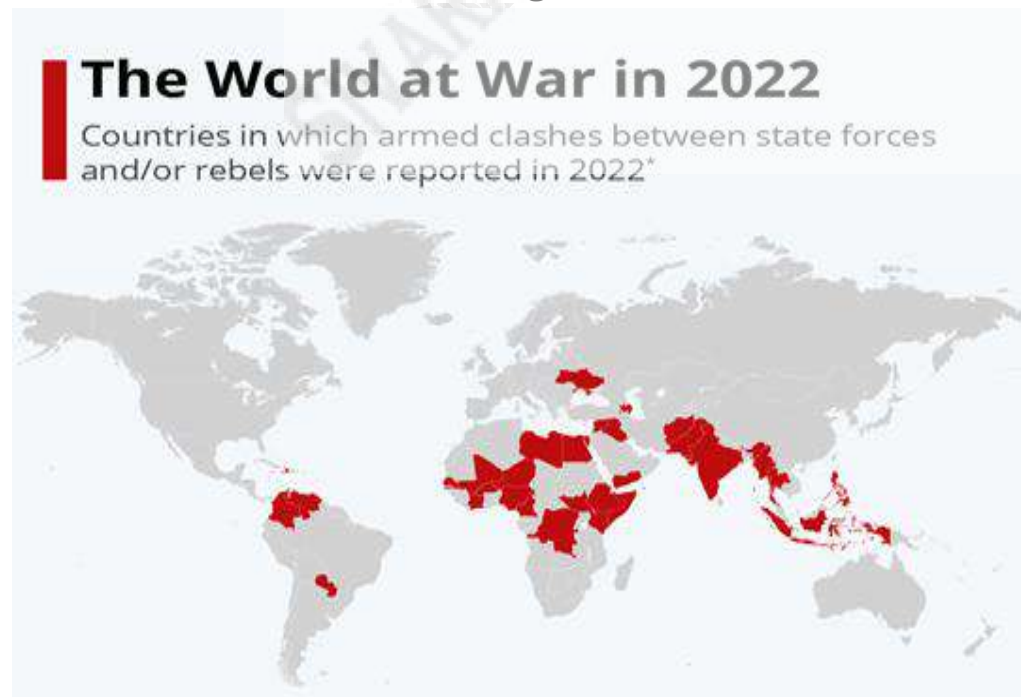 The World at War in 2022
Countries in which armed clashes between state forces
and/or rebels were reported in 2022*